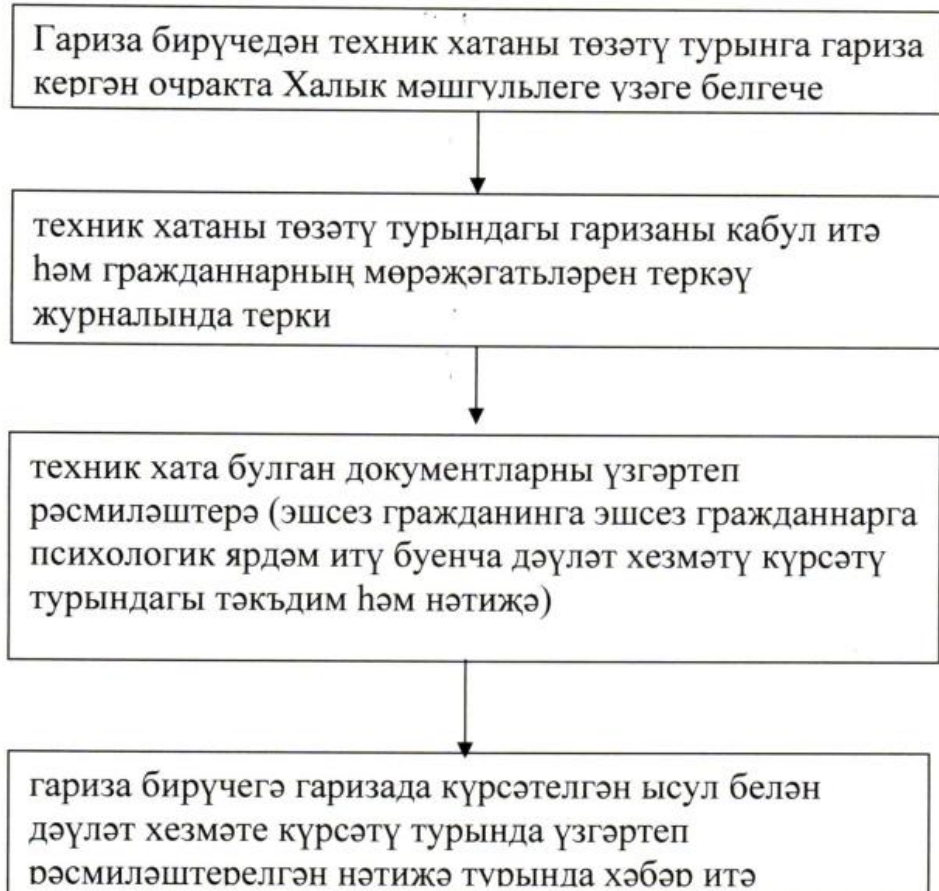 Гариза бирүчедән техник хатаны төзәтү турынга гариза
кергән очракта Халык мәшгульлеге үзәге белгече
техник хатаны төзәтү турындагы гаризаны кабул итә
һәм гражданнарның мөрәҗәгатьләрен теркәү
журналында терки
техник хата булган документларны үзгәртеп
рәсмиләштерә (эшсез гражданинга эшсез гражданнарга
психологик ярдәм итү буенча дәүләт хезмәтү күрсәтү
турындагы тәкъдим һәм нәтиҗә)
гариза бирүчегә гаризада күрсәтелгән ысул белән
дәүләт хезмәте күрсәтү турында үзгәртеп
рәсмиләштерелгән нәтиҗә турында хәбәр итә